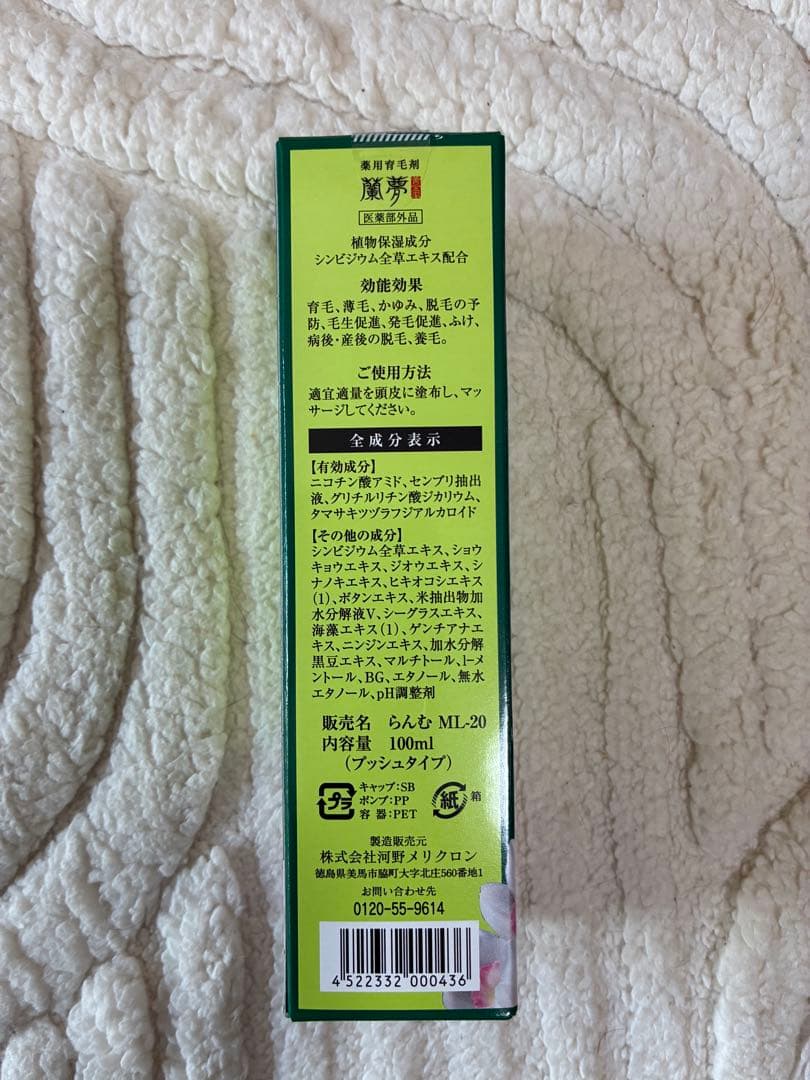 薬用育毛剤
蘭夢
医薬部外品
植物保湿成分
シンビジウム全草エキス配合
効能効果
育毛、薄毛、かゆみ、脱毛の予
防、毛生促進、発毛促進、ふけ、
病後・産後の脱毛、養毛。
ご使用方法
適宜適量を頭皮に塗布し、マッ
サージしてください。
全成分表示
【有効成分】
ニコチン酸アミド、センブリ抽出
液、グリチルリチン酸ジカリウム、
タマサキツヅラフジアルカロイド
【その他の成分】
シンビジウム全草エキス、ショウ
キョウエキス、ジオウエキス、シ
ナノキエキス、ヒキオコシエキス
(1)、ボタンエキス、米抽出物加
水分解液V、シーグラスエキス、
海藻エキス(1)、ゲンチアナエ
キス、ニンジンエキス、加水分解
黒豆エキス、マルチトール、l-メ
ントール、BG、エタノール、無水
エタノール、pH調整剤
販売名 らんむ ML-20
内容量 100ml
(プッシュタイプ)
プラ
キャップ:SB
ポンプ:PP
容器:PET
紙 箱
製造販売元
株式会社河野メリクロン
徳島県美馬市脇町大字北庄560番地1
お問い合わせ先
0120-55-9614
4 522332 000436